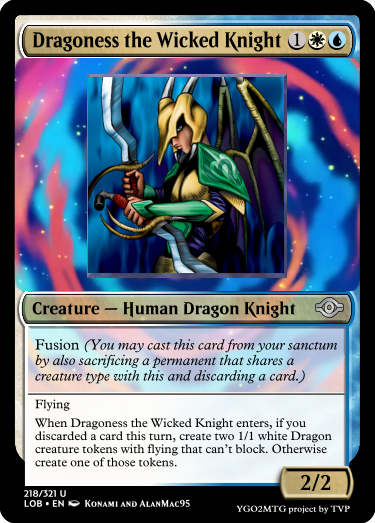 Dragoness the Wicked Knight 1
Creature — Human Dragon Knight
Fusion (You may cast this card from your sanctum
by also sacrificing a permanent that shares a
creature type with this and discarding a card.)
Flying
When Dragoness the Wicked Knight enters, if you
discarded a card this turn, create two 1/1 white Dragon
creature tokens with flying that can't block. Otherwise
create one of those tokens.
2/2
218/321 U
LOB • EN Konami and AlanMac95
YGO2MTG project by TVP